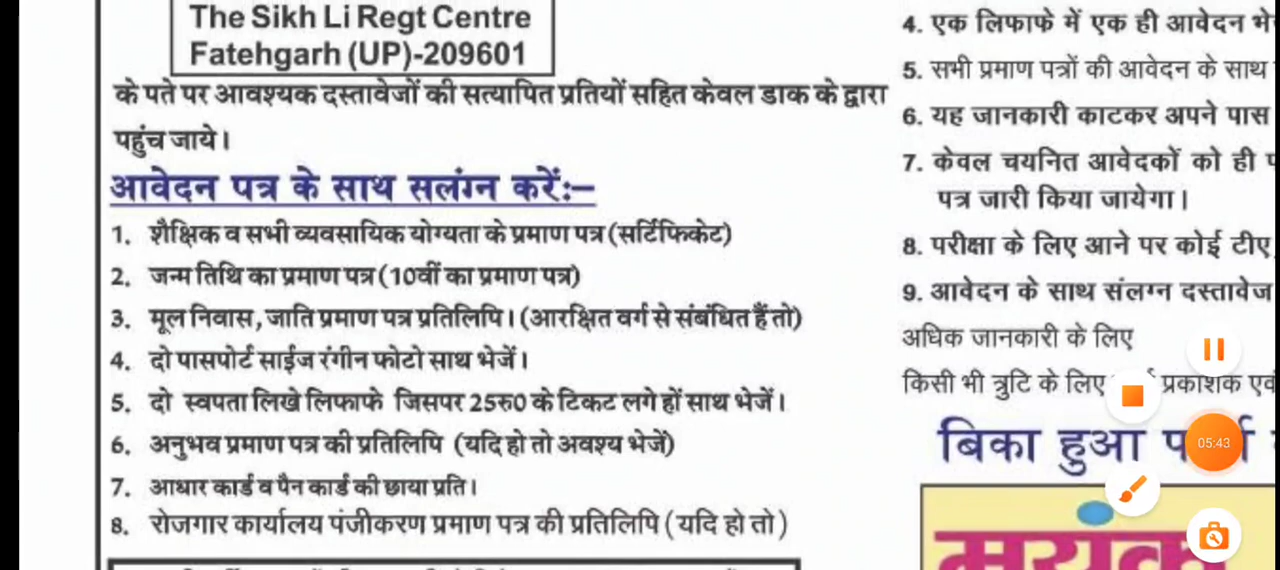 The Sikh Li Regt Centre
Fatehgarh (UP)-209601
के पते पर आवश्यक दस्तावेजों की सत्यापित प्रतियों सहित केवल डाक के द्वारा
पहुंच जाये।
आवेदन पत्र के साथ सलंग्न करेंः–
1. शैक्षिक व सभी व्यवसायिक योग्यता के प्रमाण पत्र (सर्टिफिकेट)
2. जन्म तिथि का प्रमाण पत्र (10वीं का प्रमाण पत्र)
3. मूल निवास, जाति प्रमाण पत्र प्रतिलिपि। (आरक्षित वर्ग से संबंधित हैं तो)
4. दो पासपोर्ट साईज रंगीन फोटो साथ भेजें।
5. दो स्वपता लिखे लिफाफे जिसपर 25रु0 के टिकट लगे हों साथ भेजें।
6. अनुभव प्रमाण पत्र की प्रतिलिपि (यदि हो तो अवश्य भेजें)
7. आधार कार्ड व पैन कार्ड की छाया प्रति।
8. रोजगार कार्यालय पंजीकरण प्रमाण पत्र की प्रतिलिपि (यदि हो तो)
4. एक लिफाफे में एक ही आवेदन
5. सभी प्रमाण पत्रों की आवेदन के साथ
6. यह जानकारी काटकर अपने पास
7. केवल चयनित आवेदकों को ही
पत्र जारी किया जायेगा।
8. परीक्षा के लिए आने पर कोई टीए
9. आवेदन के साथ संलग्न दस्तावेज
अधिक जानकारी के लिए
किसी भी त्रुटि के लिए प्रकाशक
बिका हुआ
05:43
मयंक